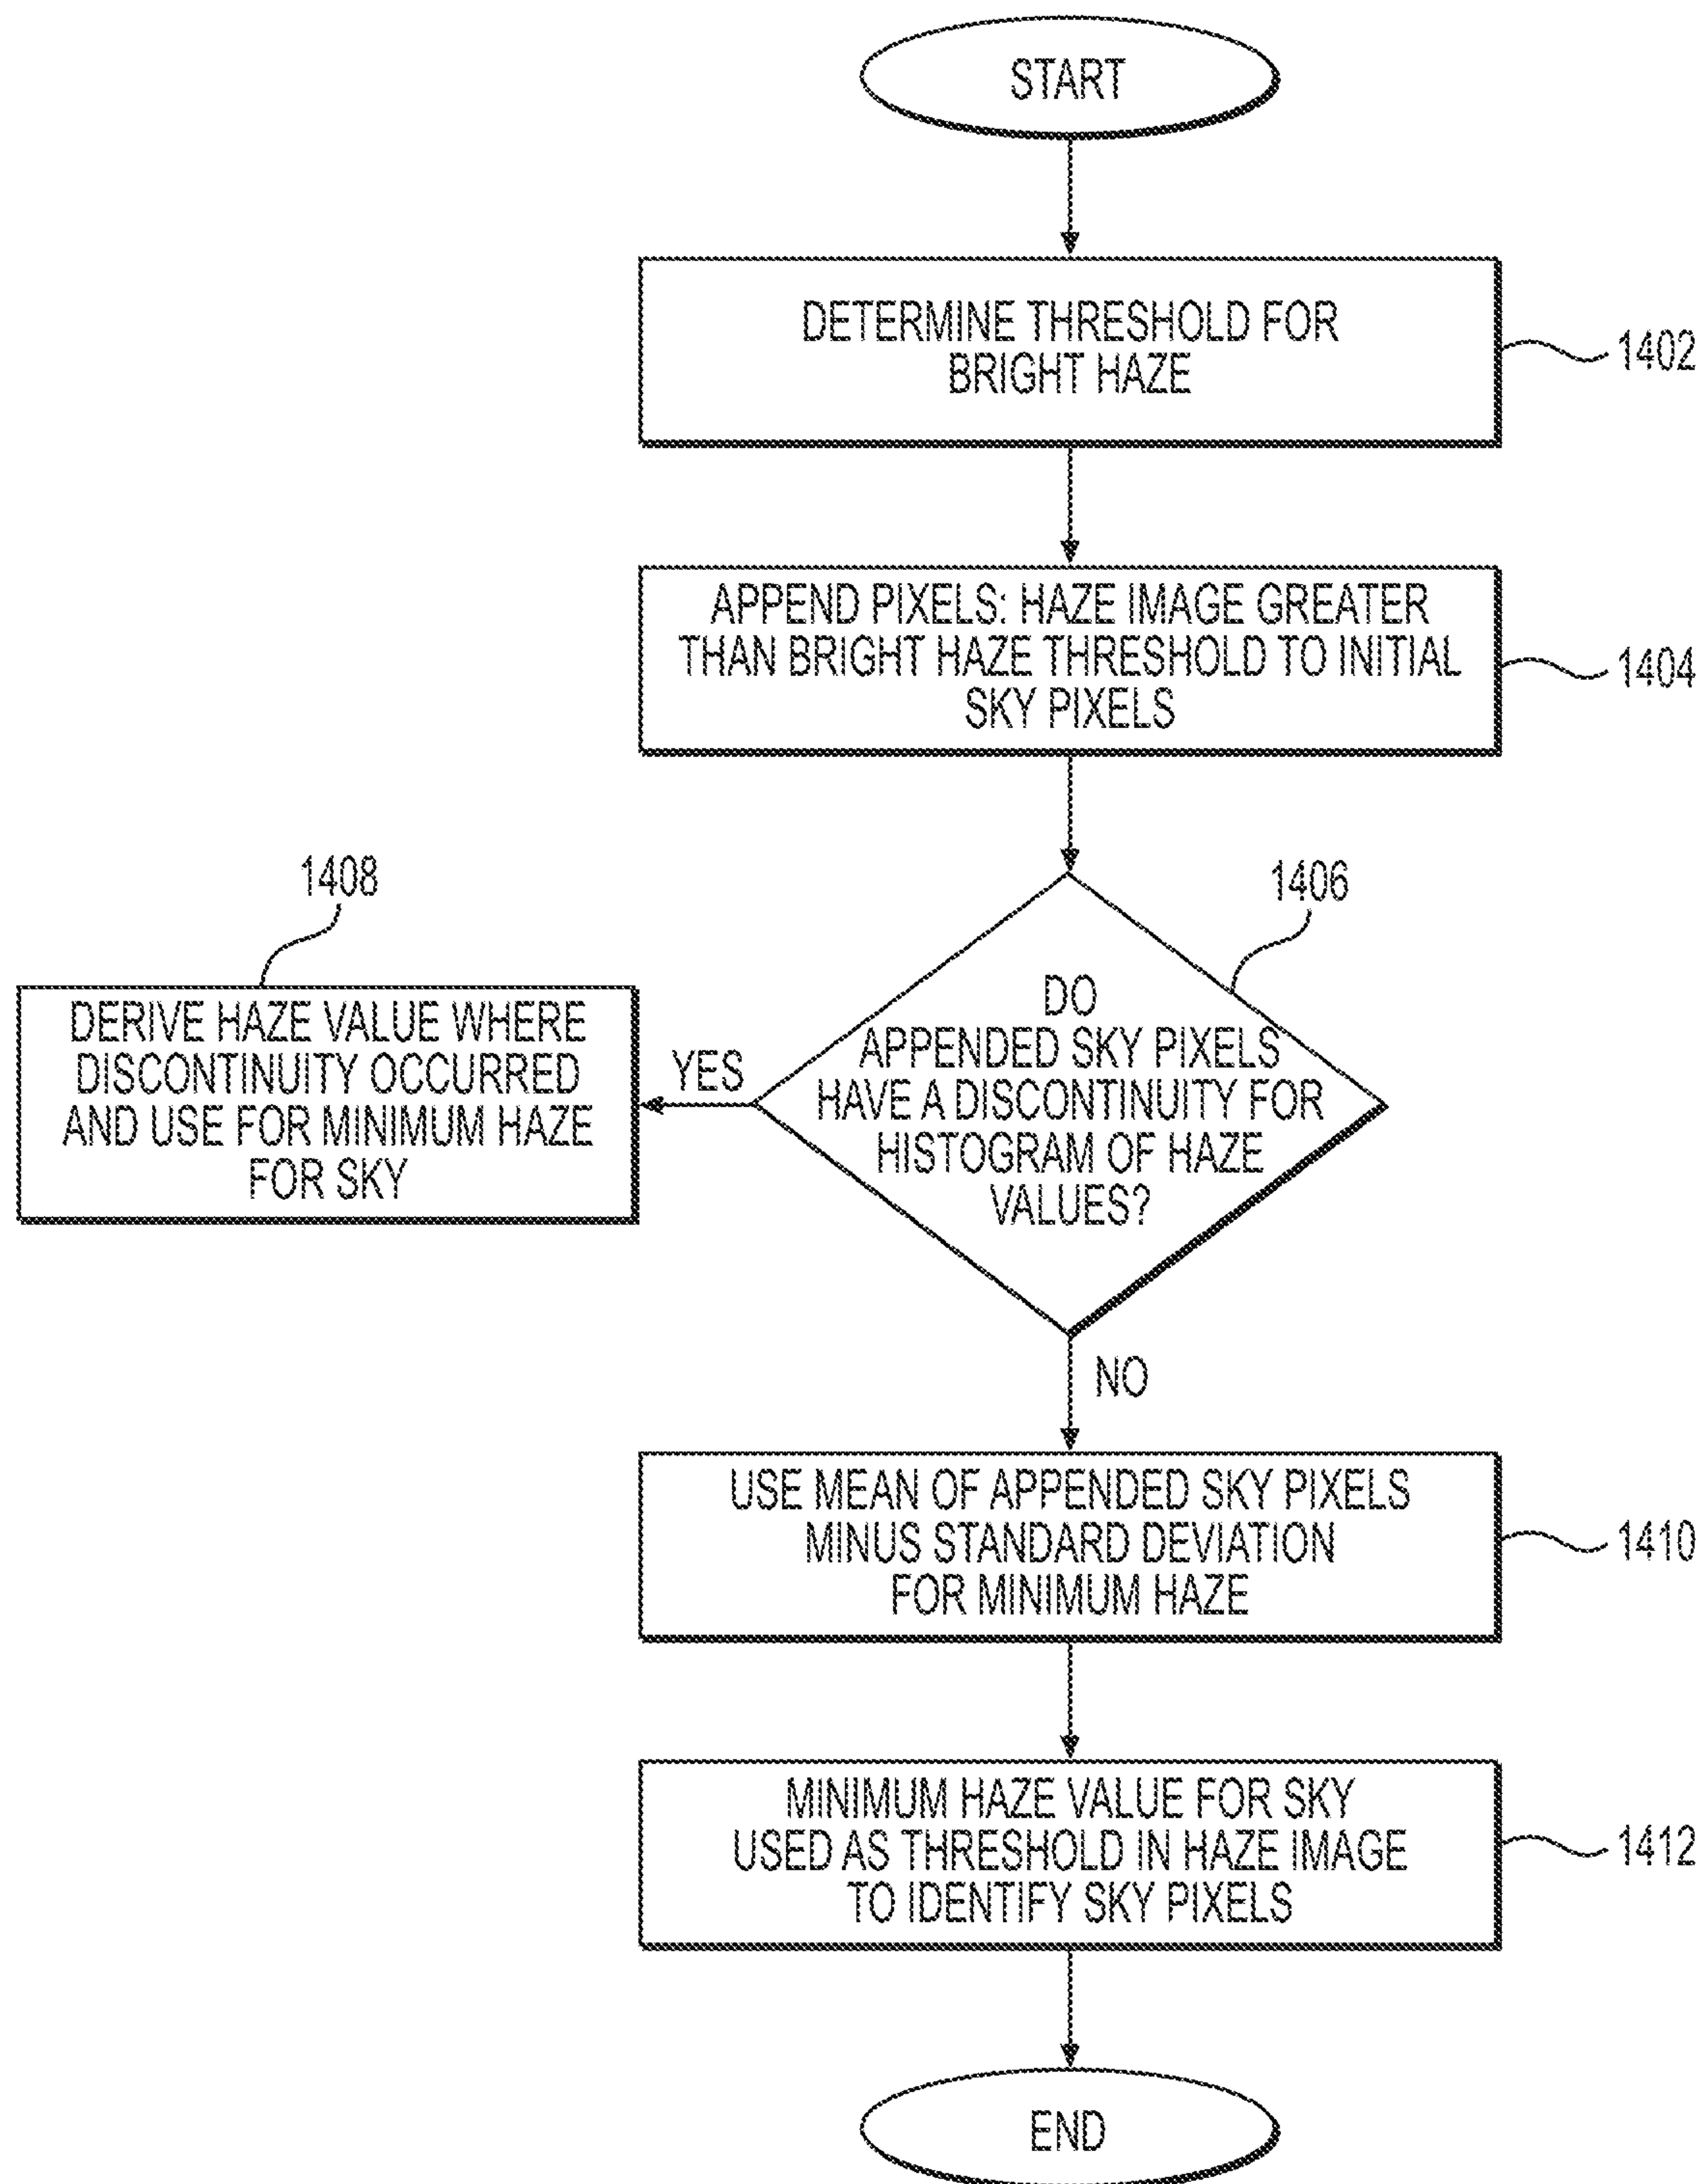 START
DETERMINE THRESHOLD FOR
BRIGHT HAZE
1402
APPEND PIXELS: HAZE IMAGE GREATER
THAN BRIGHT HAZE THRESHOLD TO INITIAL
SKY PIXELS
1404
1406
DO
APPENDED SKY PIXELS
HAVE A DISCONTINUITY FOR
HISTOGRAM OF HAZE
VALUES?
YES
1408
DERIVE HAZE VALUE WHERE
DISCONTINUITY OCCURRED
AND USE FOR MINIMUM HAZE
FOR SKY
NO
USE MEAN OF APPENDED SKY PIXELS
MINUS STANDARD DEVIATION
FOR MINIMUM HAZE
1410
MINIMUM HAZE VALUE FOR SKY
USED AS THRESHOLD IN HAZE IMAGE
TO IDENTIFY SKY PIXELS
1412
END